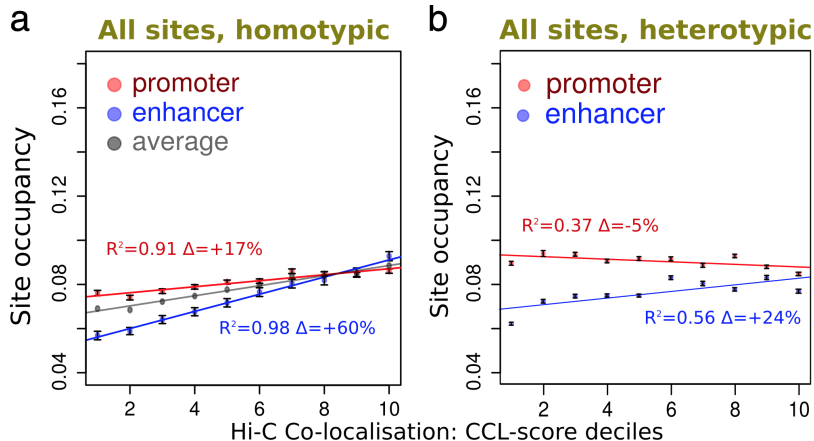 a
All sites, homotypic
promoter
enhancer
average
R²=0.91 Δ=+17%
R²=0.98 Δ=+60%
Site occupancy
0.04
0.08
0.12
0.16
2
4
6
8
10
b
All sites, heterotypic
promoter
enhancer
R²=0.37 Δ=-5%
R²=0.56 Δ=+24%
Site occupancy
0.04
0.08
0.12
0.16
2
4
6
8
10
Hi-C Co-localisation: CCL-score deciles